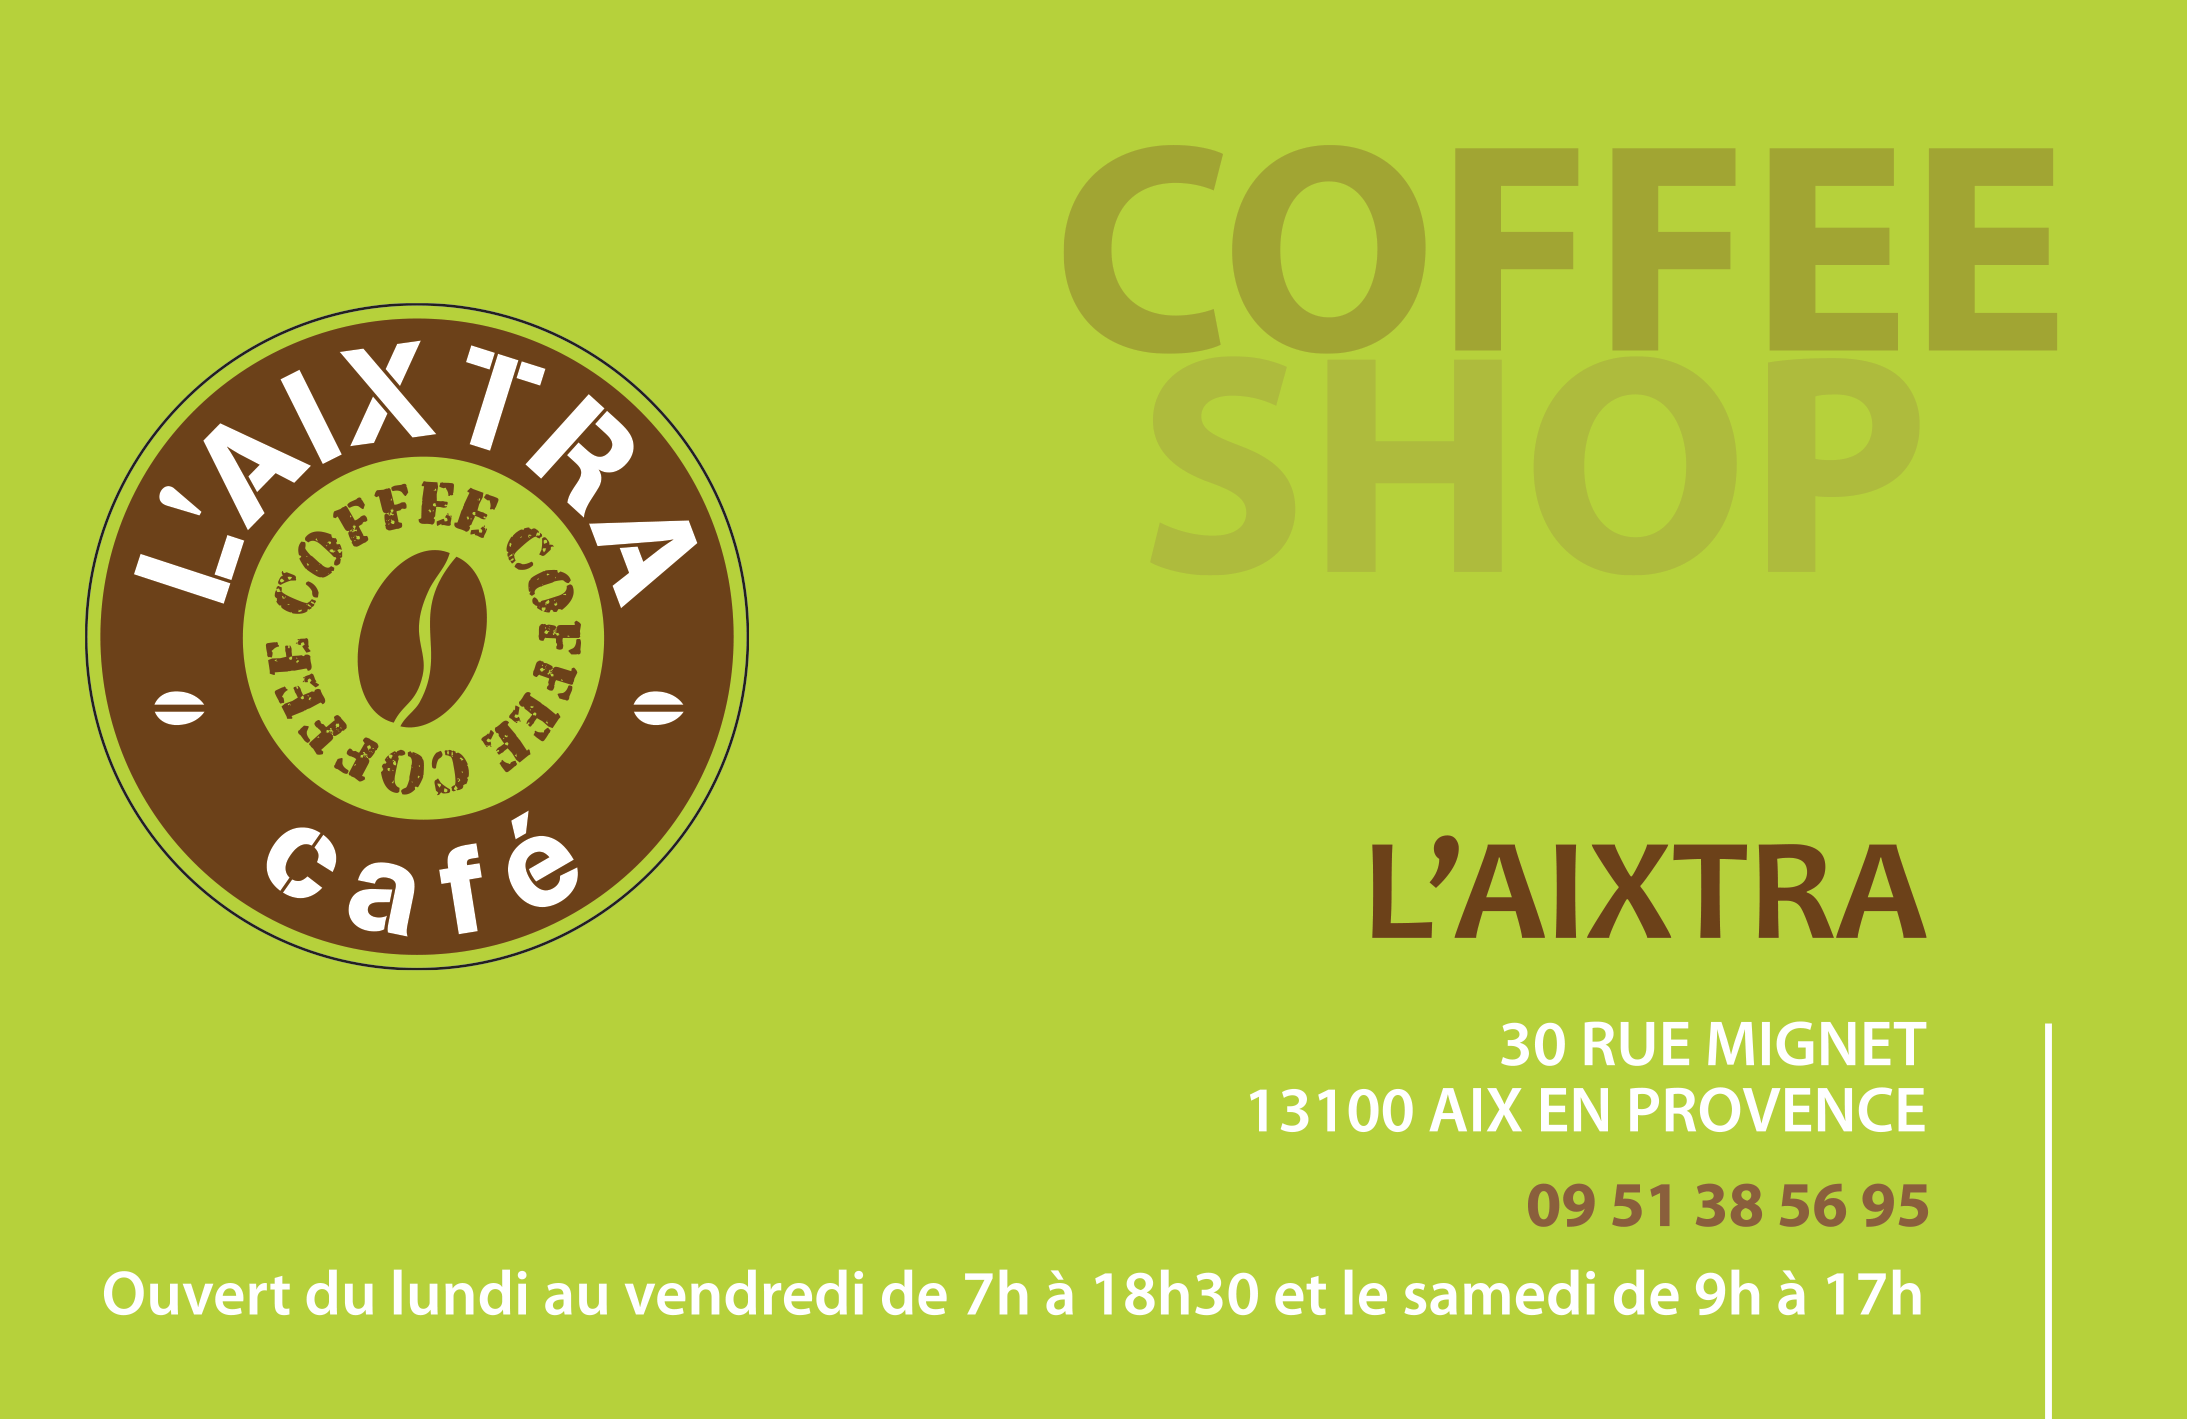 L'AIXTRA
COFFEE COFFEE COFFEE
café
COFFEE
SHOP
L’AIXTRA
30 RUE MIGNET
13100 AIX EN PROVENCE
09 51 38 56 95
Ouvert du lundi au vendredi de 7h à 18h30 et le samedi de 9h à 17h